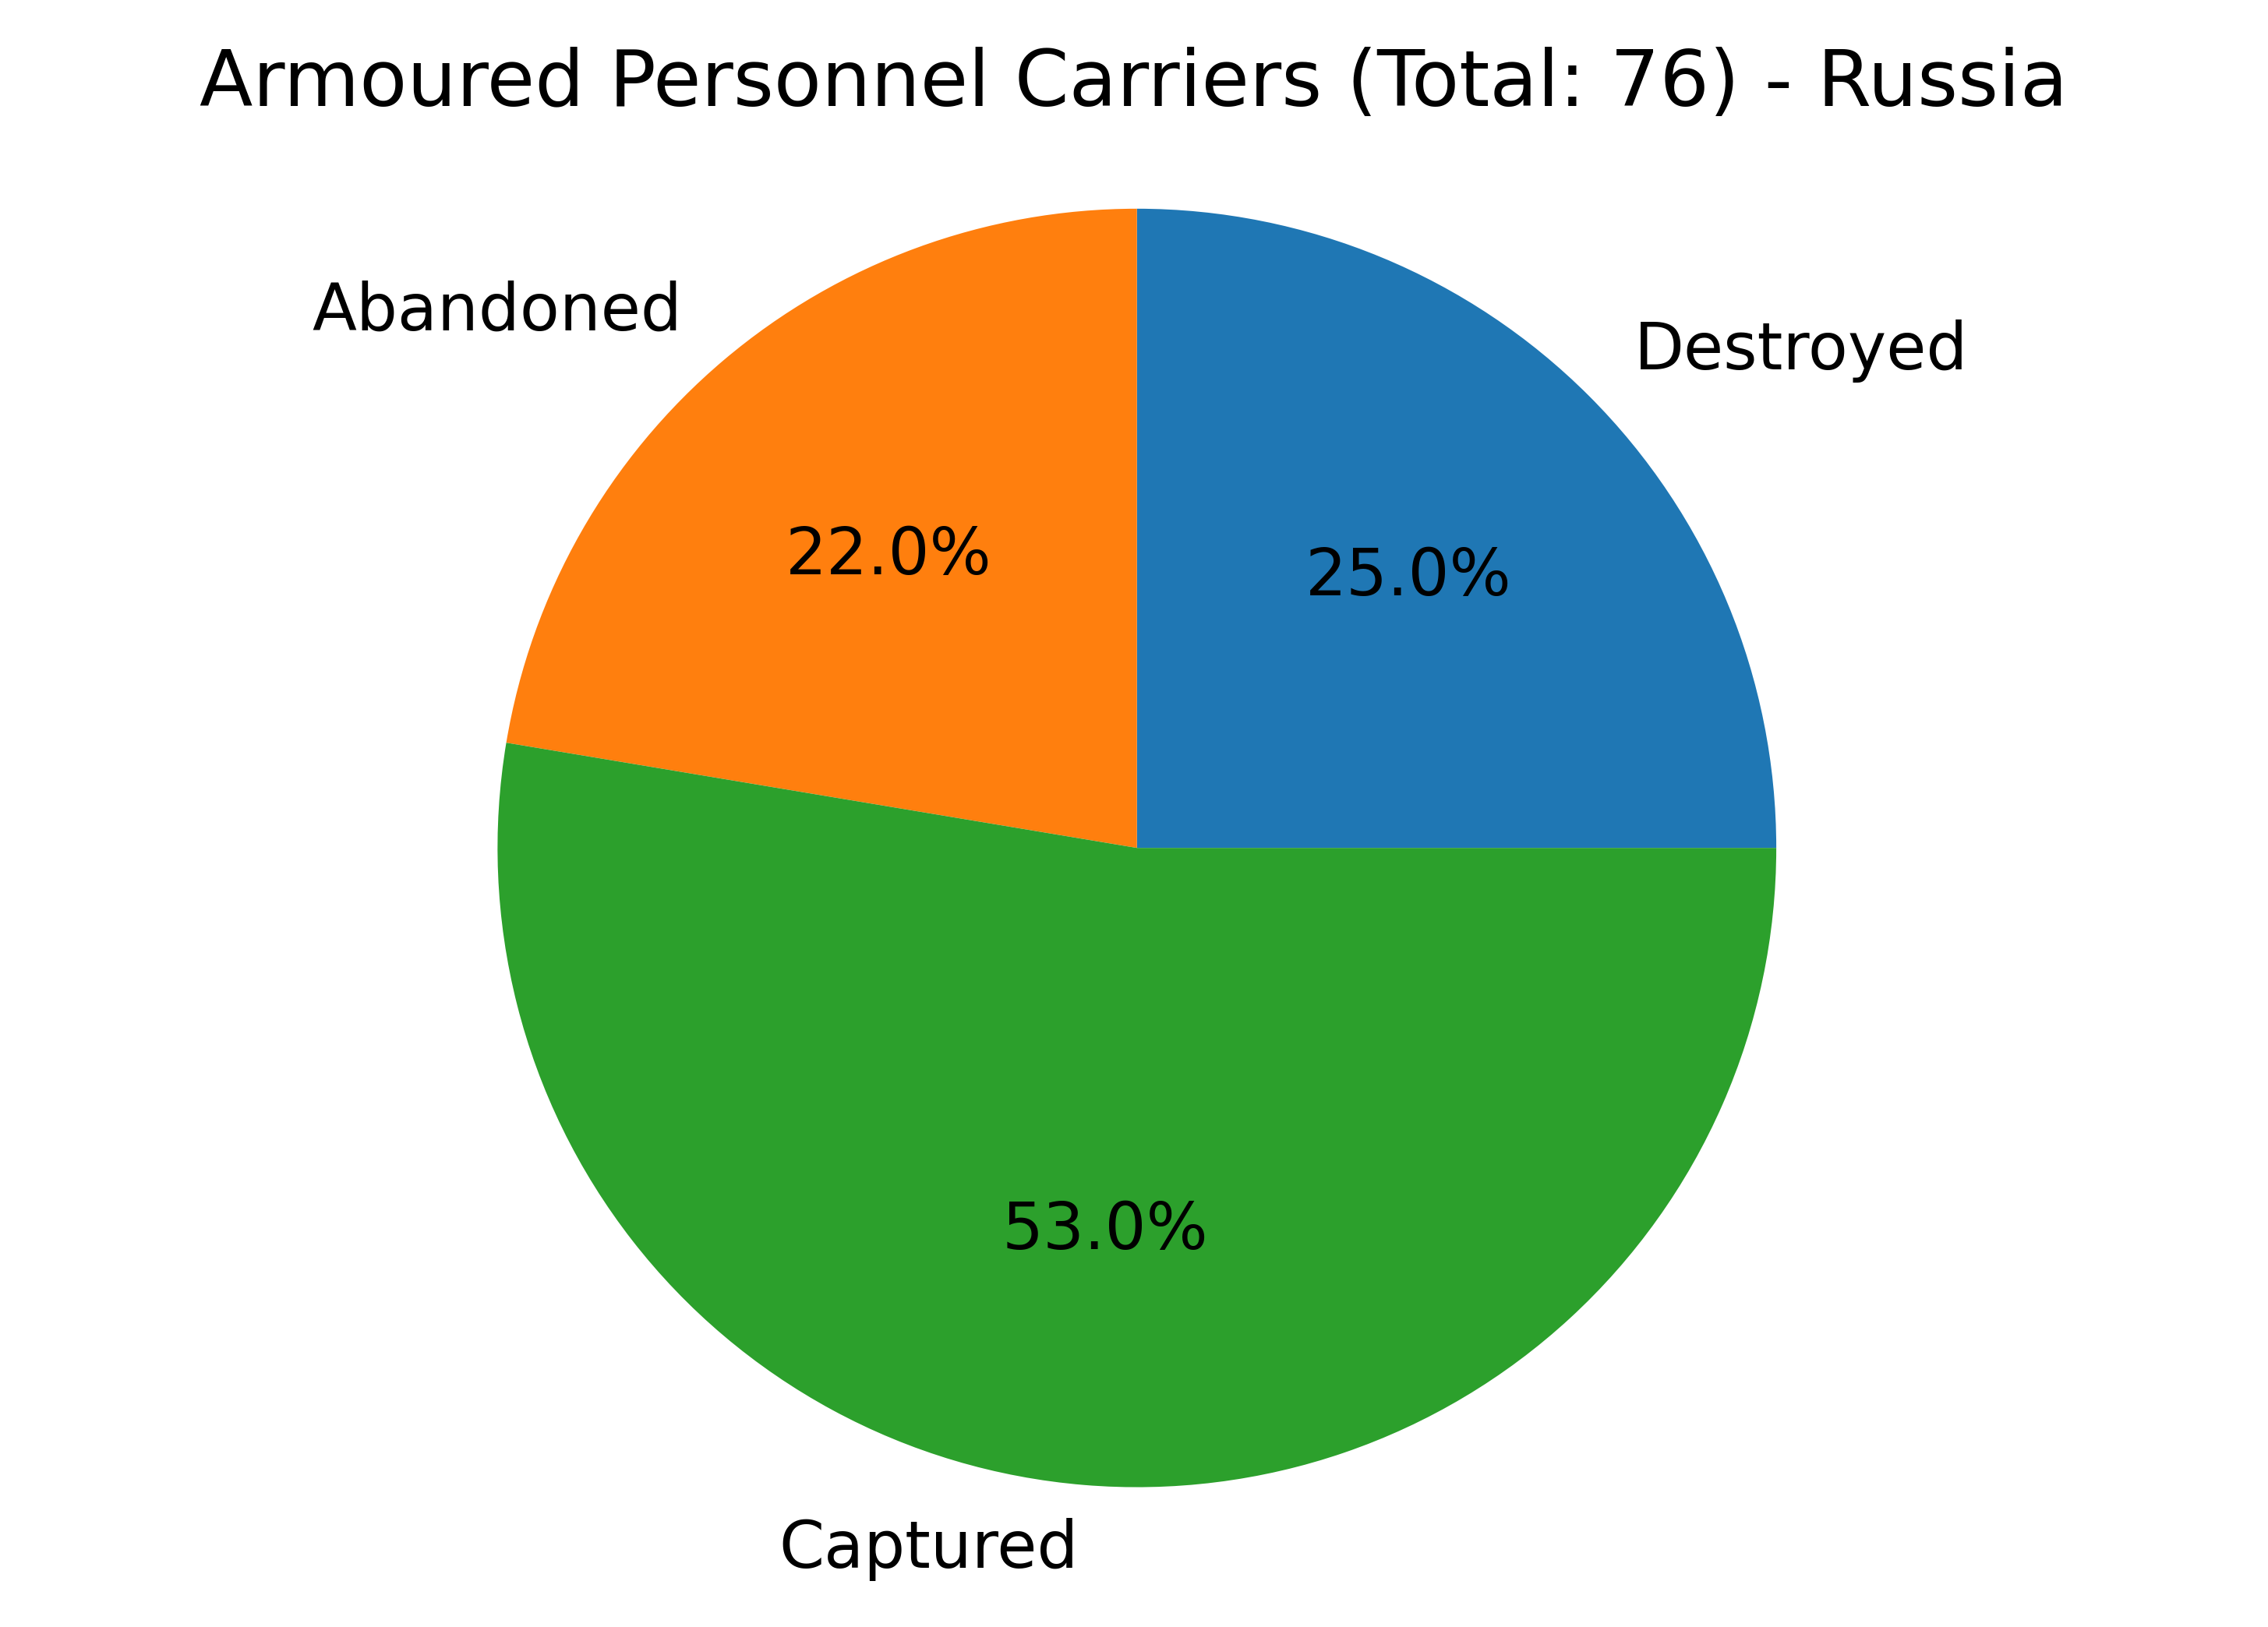 Armoured Personnel Carriers (Total: 76) - Russia
Abandoned
Destroyed
22.0%
25.0%
53.0%
Captured